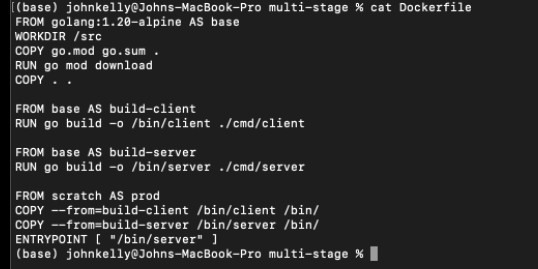 (base) johnkelly@Johns-MacBook-Pro multi-stage % cat Dockerfile
FROM golang:1.20-alpine AS base
WORKDIR /src
COPY go.mod go.sum .
RUN go mod download
COPY . .
FROM base AS build-client
RUN go build -o /bin/client ./cmd/client
FROM base AS build-server
RUN go build -o /bin/server ./cmd/server
FROM scratch AS prod
COPY --from=build-client /bin/client /bin/
COPY --from=build-server /bin/server /bin/
ENTRYPOINT [ "/bin/server" ]
(base) johnkelly@Johns-MacBook-Pro multi-stage %